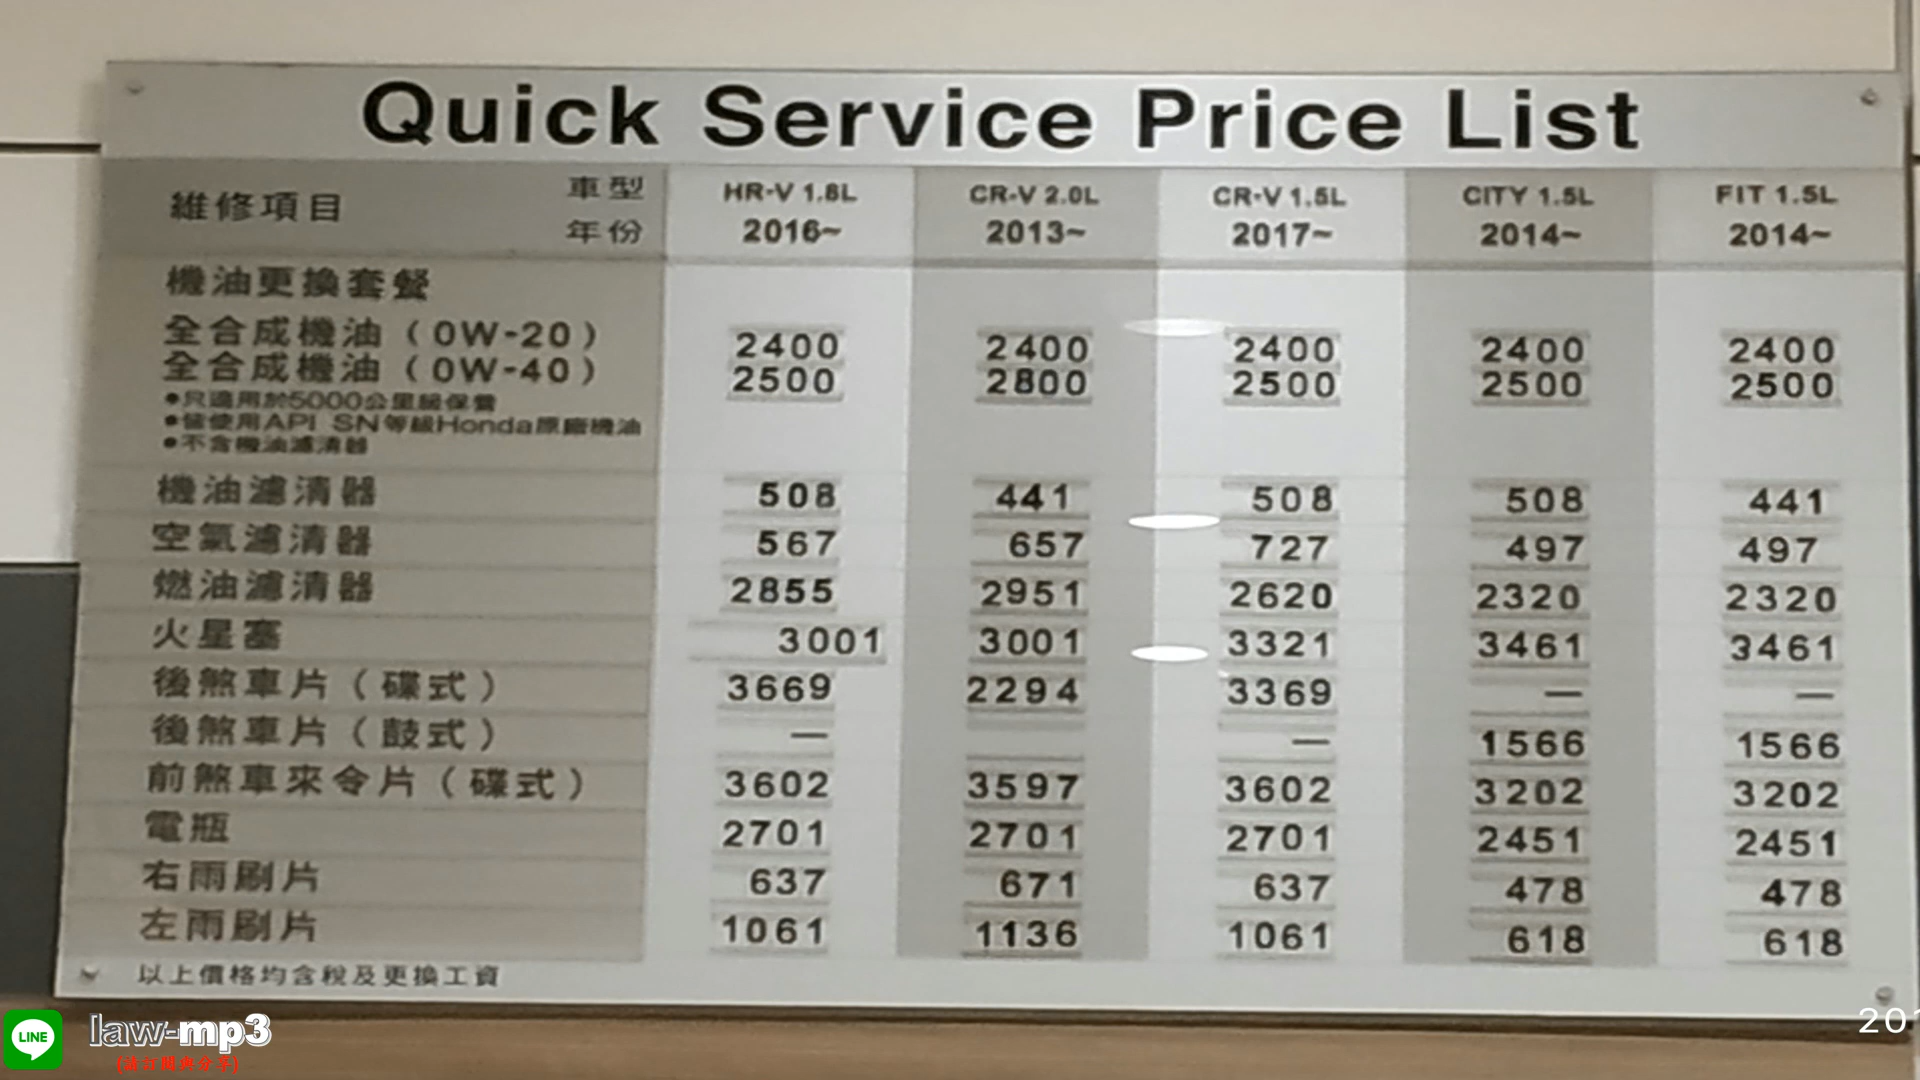 Quick Service Price List
維修項目 車型 HR-V 1.8L CR-V 2.0L CR-V 1.5L CITY 1.5L FIT 1.5L
年份 2016~ 2013~ 2017~ 2014~ 2014~
機油更換套餐
全合成機油(0W-20) 2400 2400 2400 2400 2400
全合成機油(0W-40) 2500 2800 2500 2500 2500
●只適用於5000公里級保養
●皆使用API SN等級Honda原廠機油
●不含機油濾清器
機油濾清器 508 441 508 508 441
空氣濾清器 567 657 727 497 497
燃油濾清器 2855 2951 2620 2320 2320
火星塞 3001 3001 3321 3461 3461
後煞車片(碟式) 3669 2294 3369 — —
後煞車片(鼓式) — — 1566 1566
前煞車來令片(碟式) 3602 3597 3602 3202 3202
電瓶 2701 2701 2701 2451 2451
右雨刷片 637 671 637 478 478
左雨刷片 1061 1136 1061 618 618
以上價格均含稅及更換工資
LINE law-mp3
(請訂閱與分享)
201